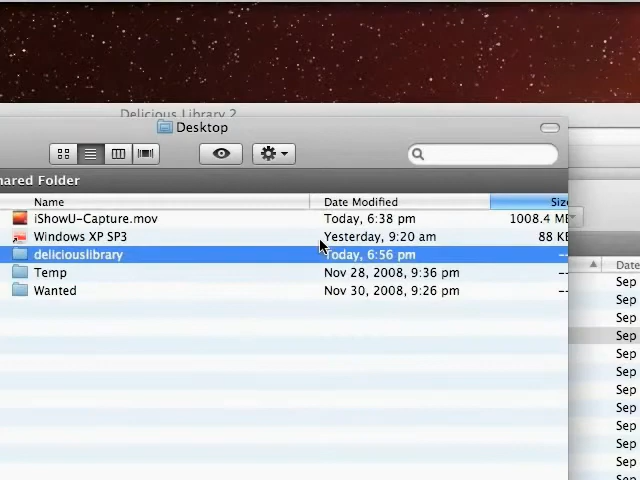 Delicious Library 2
Desktop
hared Folder
Name Date Modified Siz
iShowU-Capture.mov Today, 6:38 pm 1008.4 MB
Windows XP SP3 Yesterday, 9:20 am 88 KB
deliciouslibrary Today, 6:56 pm --
Temp Nov 28, 2008, 9:36 pm --
Wanted Nov 30, 2008, 9:26 pm --
Date
Sep
Sep
Sep
Sep
Sep
Sep
Sep
Sep
Sep
Sep
Sep
Sep